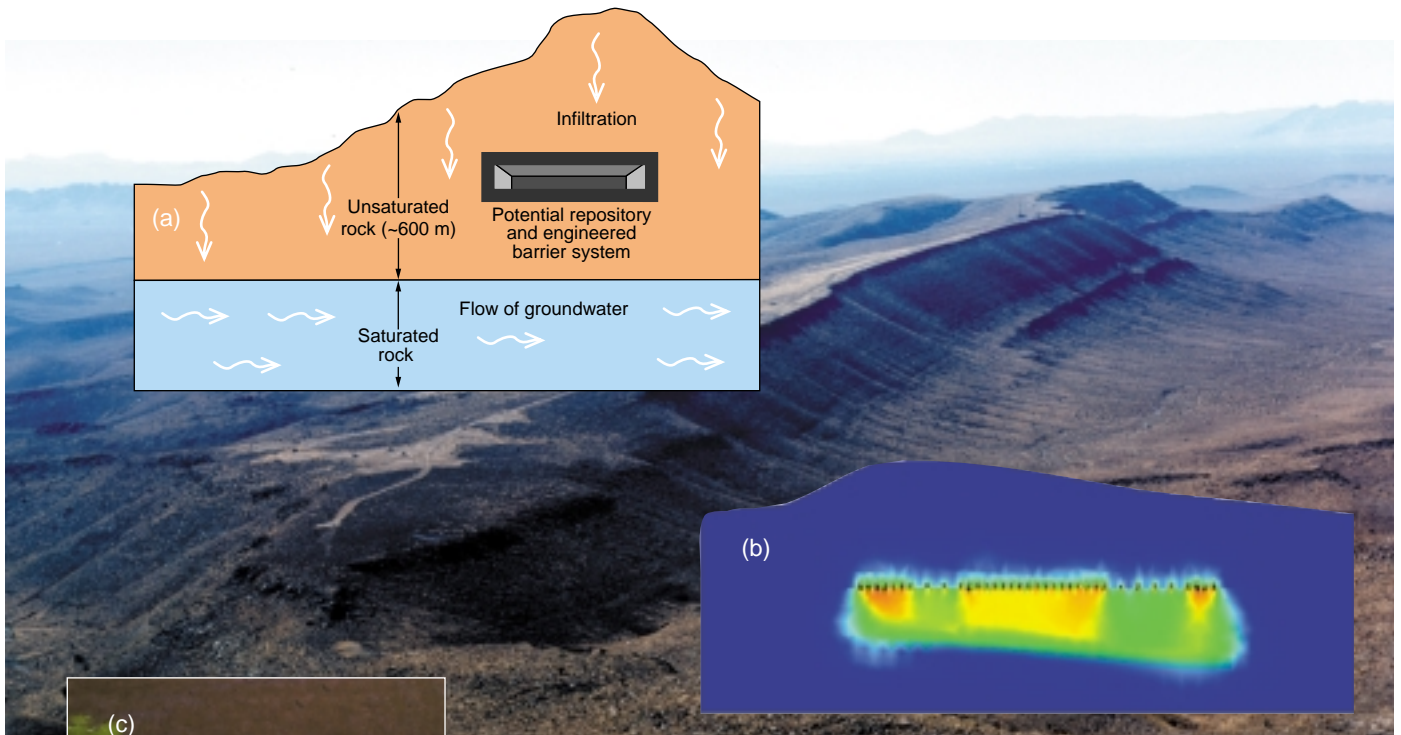 Infiltration
(a)
Unsaturated
rock (~600 m)
Potential repository
and engineered
barrier system
Flow of groundwater
Saturated
rock
(b)
(c)